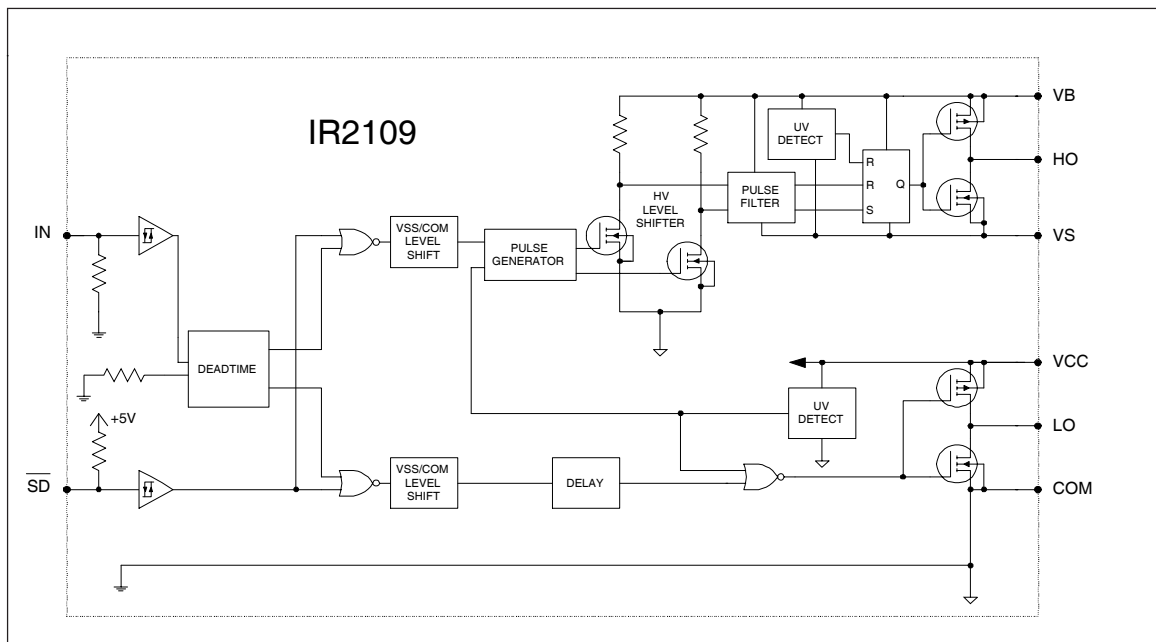 IR2109
VB
UV
DETECT
R
R
S
Q
HO
PULSE
FILTER
HV
LEVEL
SHIFTER
IN
VSS/COM
LEVEL
SHIFT
PULSE
GENERATOR
VS
DEADTIME
VCC
+5V
UV
DETECT
LO
SD
VSS/COM
LEVEL
SHIFT
DELAY
COM